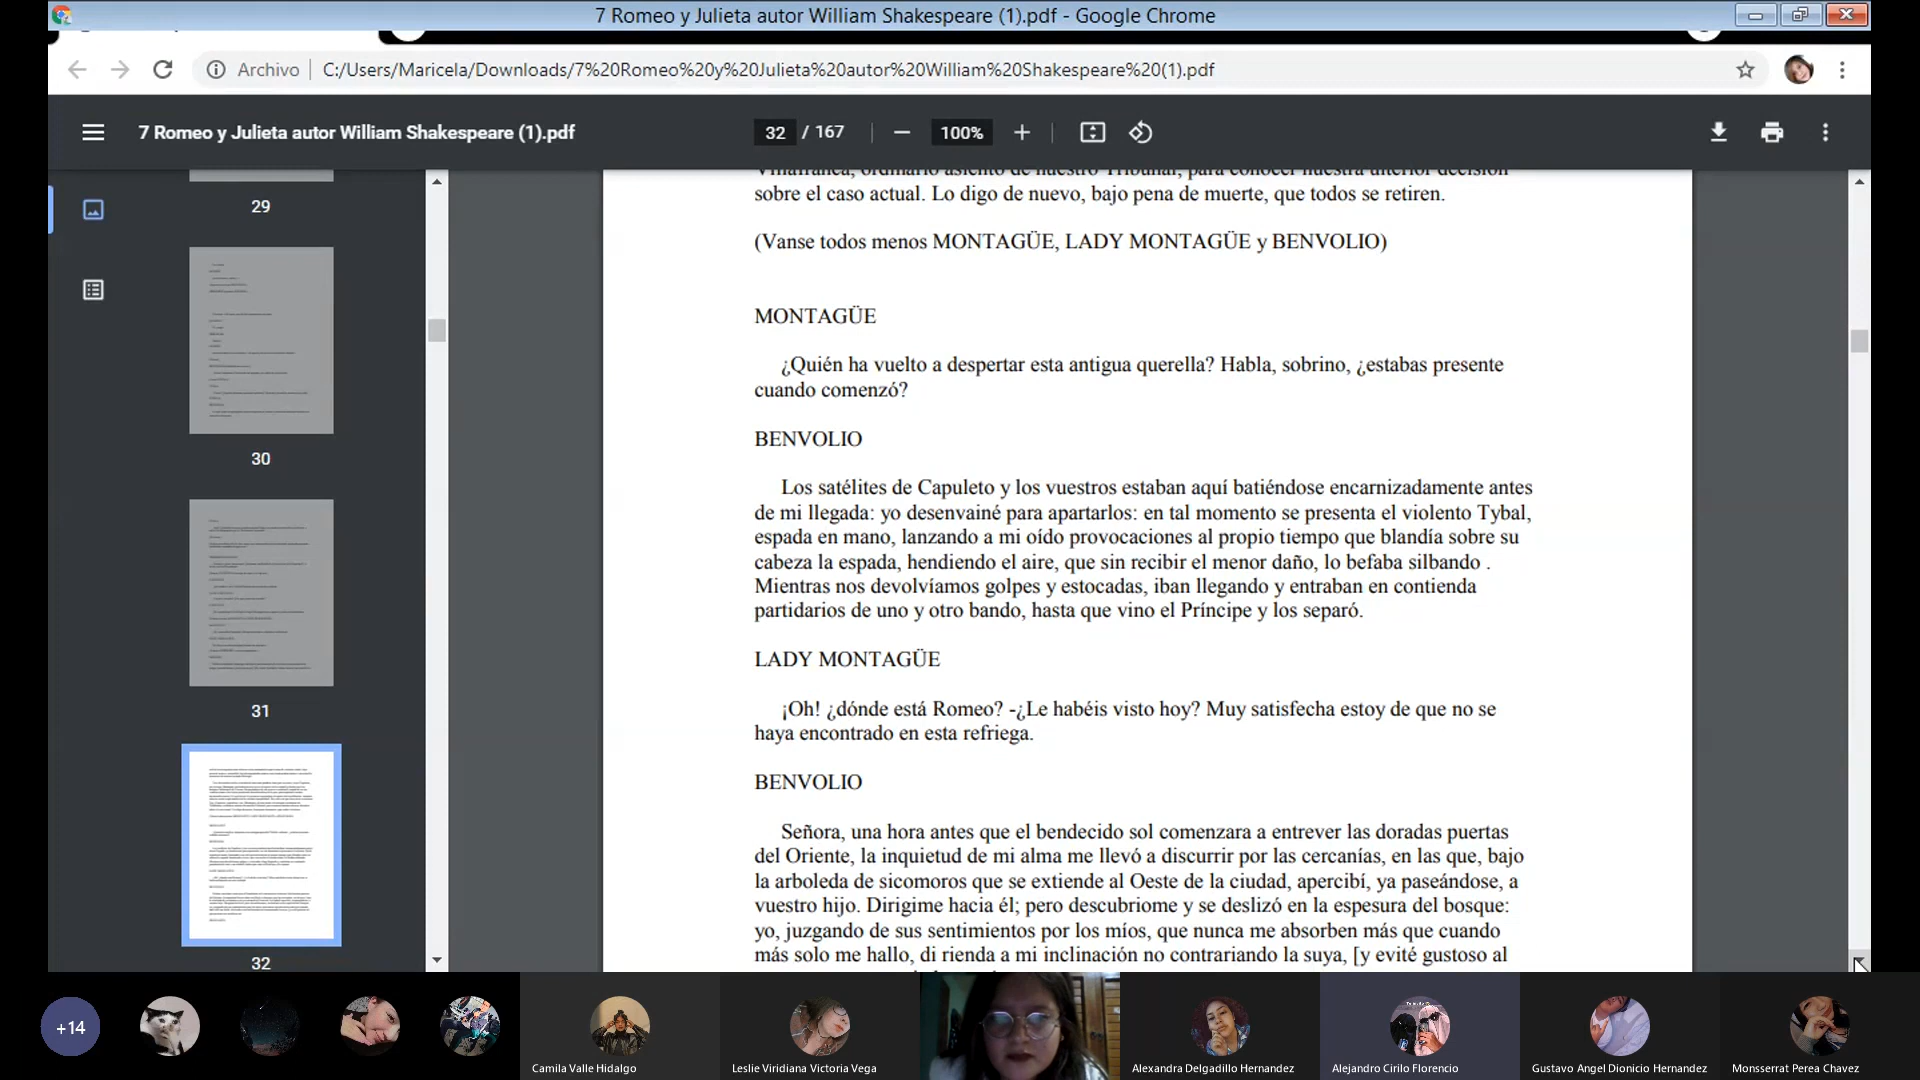 7 Romeo y Julieta autor William Shakespeare (1).pdf - Google Chrome
Archivo C:/Users/Maricela/Downloads/7%20Romeo%20y%20Julieta%20autor%20William%20Shakespeare%20(1).pdf
7 Romeo y Julieta autor William Shakespeare (1).pdf
32 / 167
100%
29
30
31
32
Villafranca, ordinario asiento de nuestro Tribunal, para conocer nuestra ulterior decisión
sobre el caso actual. Lo digo de nuevo, bajo pena de muerte, que todos se retiren.
(Vanse todos menos MONTAGÜE, LADY MONTAGÜE y BENVOLIO)
MONTAGÜE
¿Quién ha vuelto a despertar esta antigua querella? Habla, sobrino, ¿estabas presente
cuando comenzó?
BENVOLIO
Los satélites de Capuleto y los vuestros estaban aquí batiéndose encarnizadamente antes
de mi llegada: yo desenvainé para apartarlos: en tal momento se presenta el violento Tybal,
espada en mano, lanzando a mi oído provocaciones al propio tiempo que blandía sobre su
cabeza la espada, hendiendo el aire, que sin recibir el menor daño, lo befaba silbando .
Mientras nos devolvíamos golpes y estocadas, iban llegando y entraban en contienda
partidarios de uno y otro bando, hasta que vino el Príncipe y los separó.
LADY MONTAGÜE
¡Oh! ¿dónde está Romeo? -¿Le habéis visto hoy? Muy satisfecha estoy de que no se
haya encontrado en esta refriega.
BENVOLIO
Señora, una hora antes que el bendecido sol comenzara a entrever las doradas puertas
del Oriente, la inquietud de mi alma me llevó a discurrir por las cercanías, en las que, bajo
la arboleda de sicomoros que se extiende al Oeste de la ciudad, apercibí, ya paseándose, a
vuestro hijo. Dirigime hacia él; pero descubriome y se deslizó en la espesura del bosque:
yo, juzgando de sus sentimientos por los míos, que nunca me absorben más que cuando
más solo me hallo, di rienda a mi inclinación no contrariando la suya, [y evité gustoso al
+14
Camila Valle Hidalgo
Leslie Viridiana Victoria Vega
Alexandra Delgadillo Hernandez
Alejandro Cirilo Florencio
Gustavo Angel Dionicio Hernandez
Monsserrat Perea Chavez